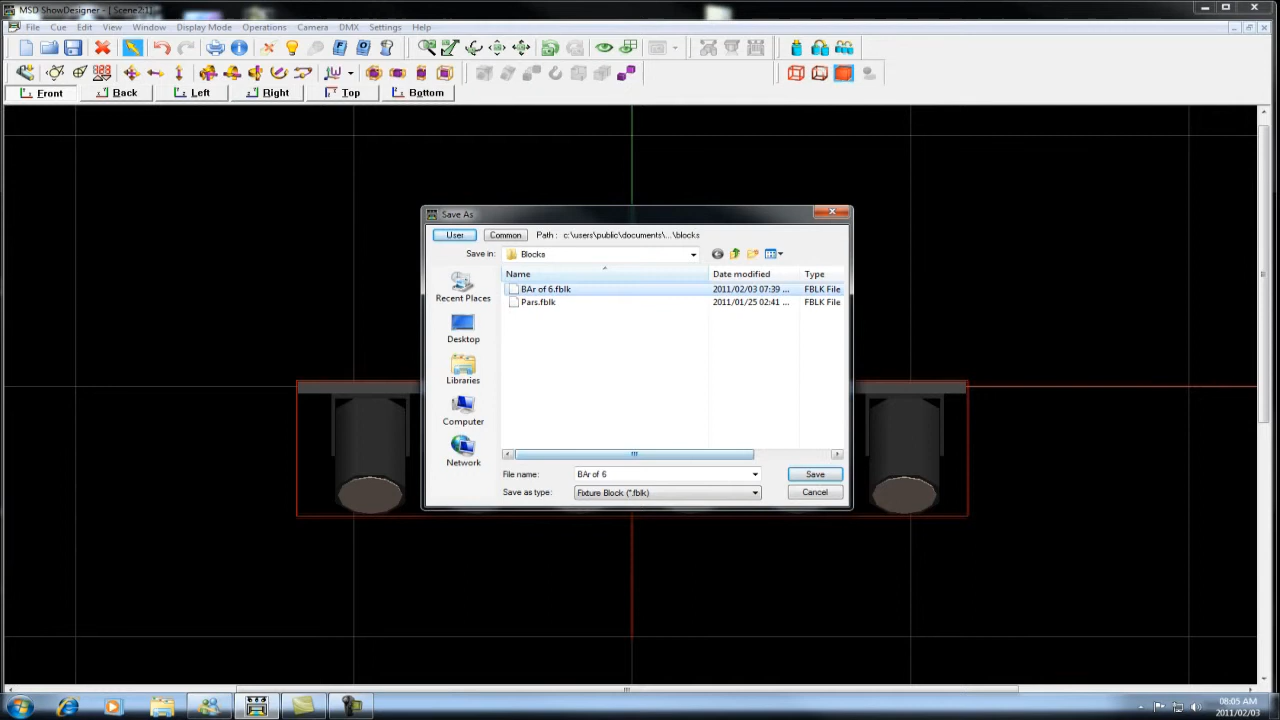 MSD ShowDesigner - [ Scene2:1]
File Cue Edit View Window Display Mode Operations Camera DMX Settings Help
Front Back Left Right Top Bottom
Save As
User Common Path : c:\users\public\documents\...\blocks
Save in: Blocks
Name Date modified Type
BAr of 6.fblk 2011/02/03 07:39 ... FBLK File
Pars.fblk 2011/01/25 02:41 ... FBLK File
Recent Places
Desktop
Libraries
Computer
Network
File name: BAr of 6 Save
Save as type: Fixture Block (*.fblk) Cancel
08:05 AM
2011/02/03